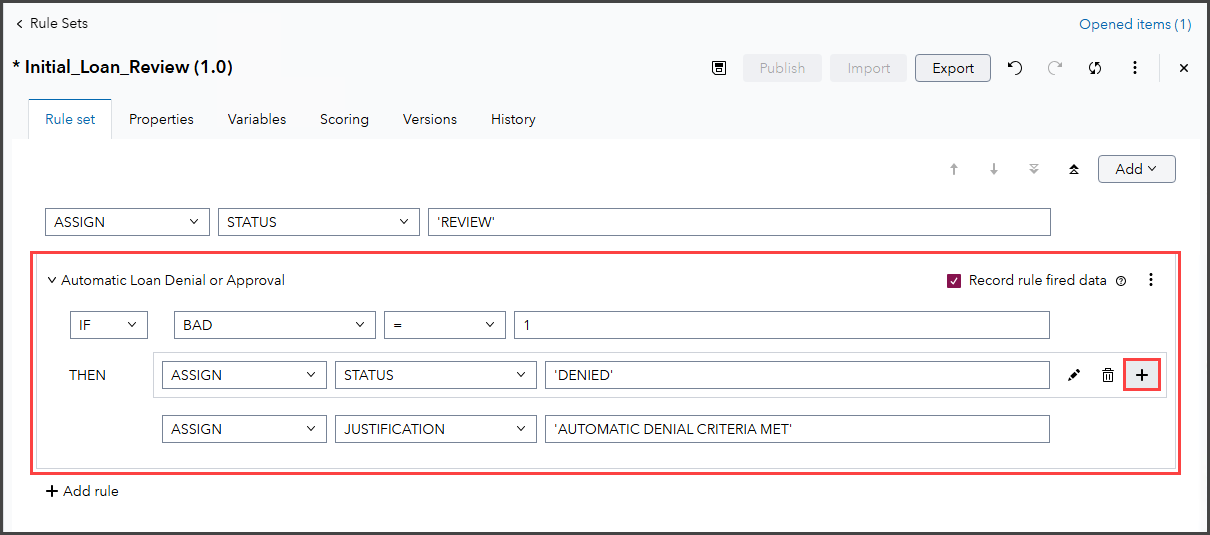 Rule Sets
Opened items (1)
* Initial_Loan_Review (1.0)
Publish
Import
Export
Rule set
Properties
Variables
Scoring
Versions
History
Add
ASSIGN
STATUS
'REVIEW'
Automatic Loan Denial or Approval
Record rule fired data
IF
BAD
=
1
THEN
ASSIGN
STATUS
'DENIED'
ASSIGN
JUSTIFICATION
'AUTOMATIC DENIAL CRITERIA MET'
Add rule